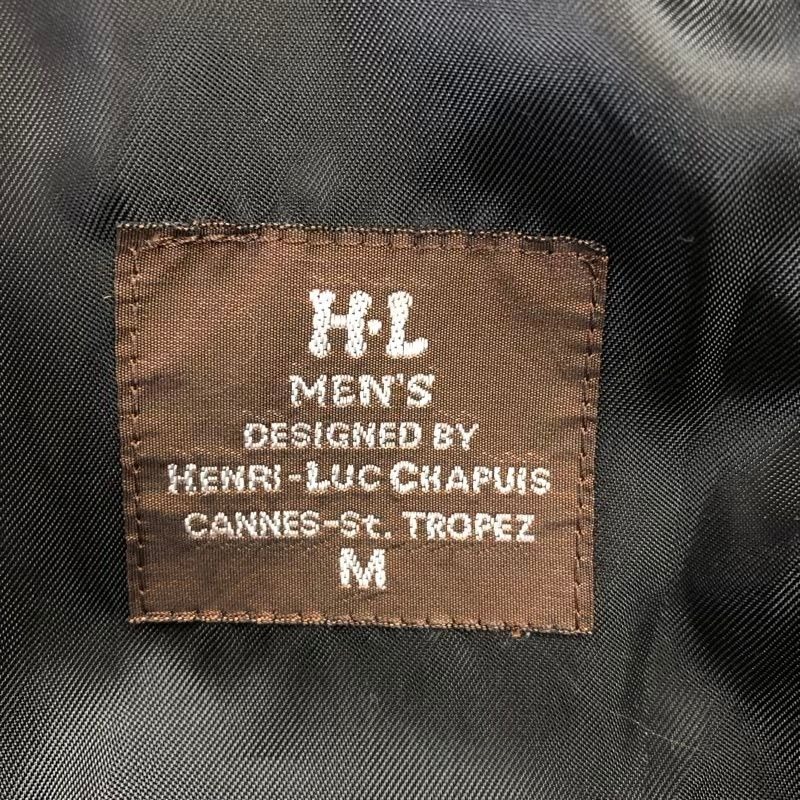 H·L
MEN'S
DESIGNED BY
HENRI-LUC CHAPUIS
CANNES-St. TROPEZ
M